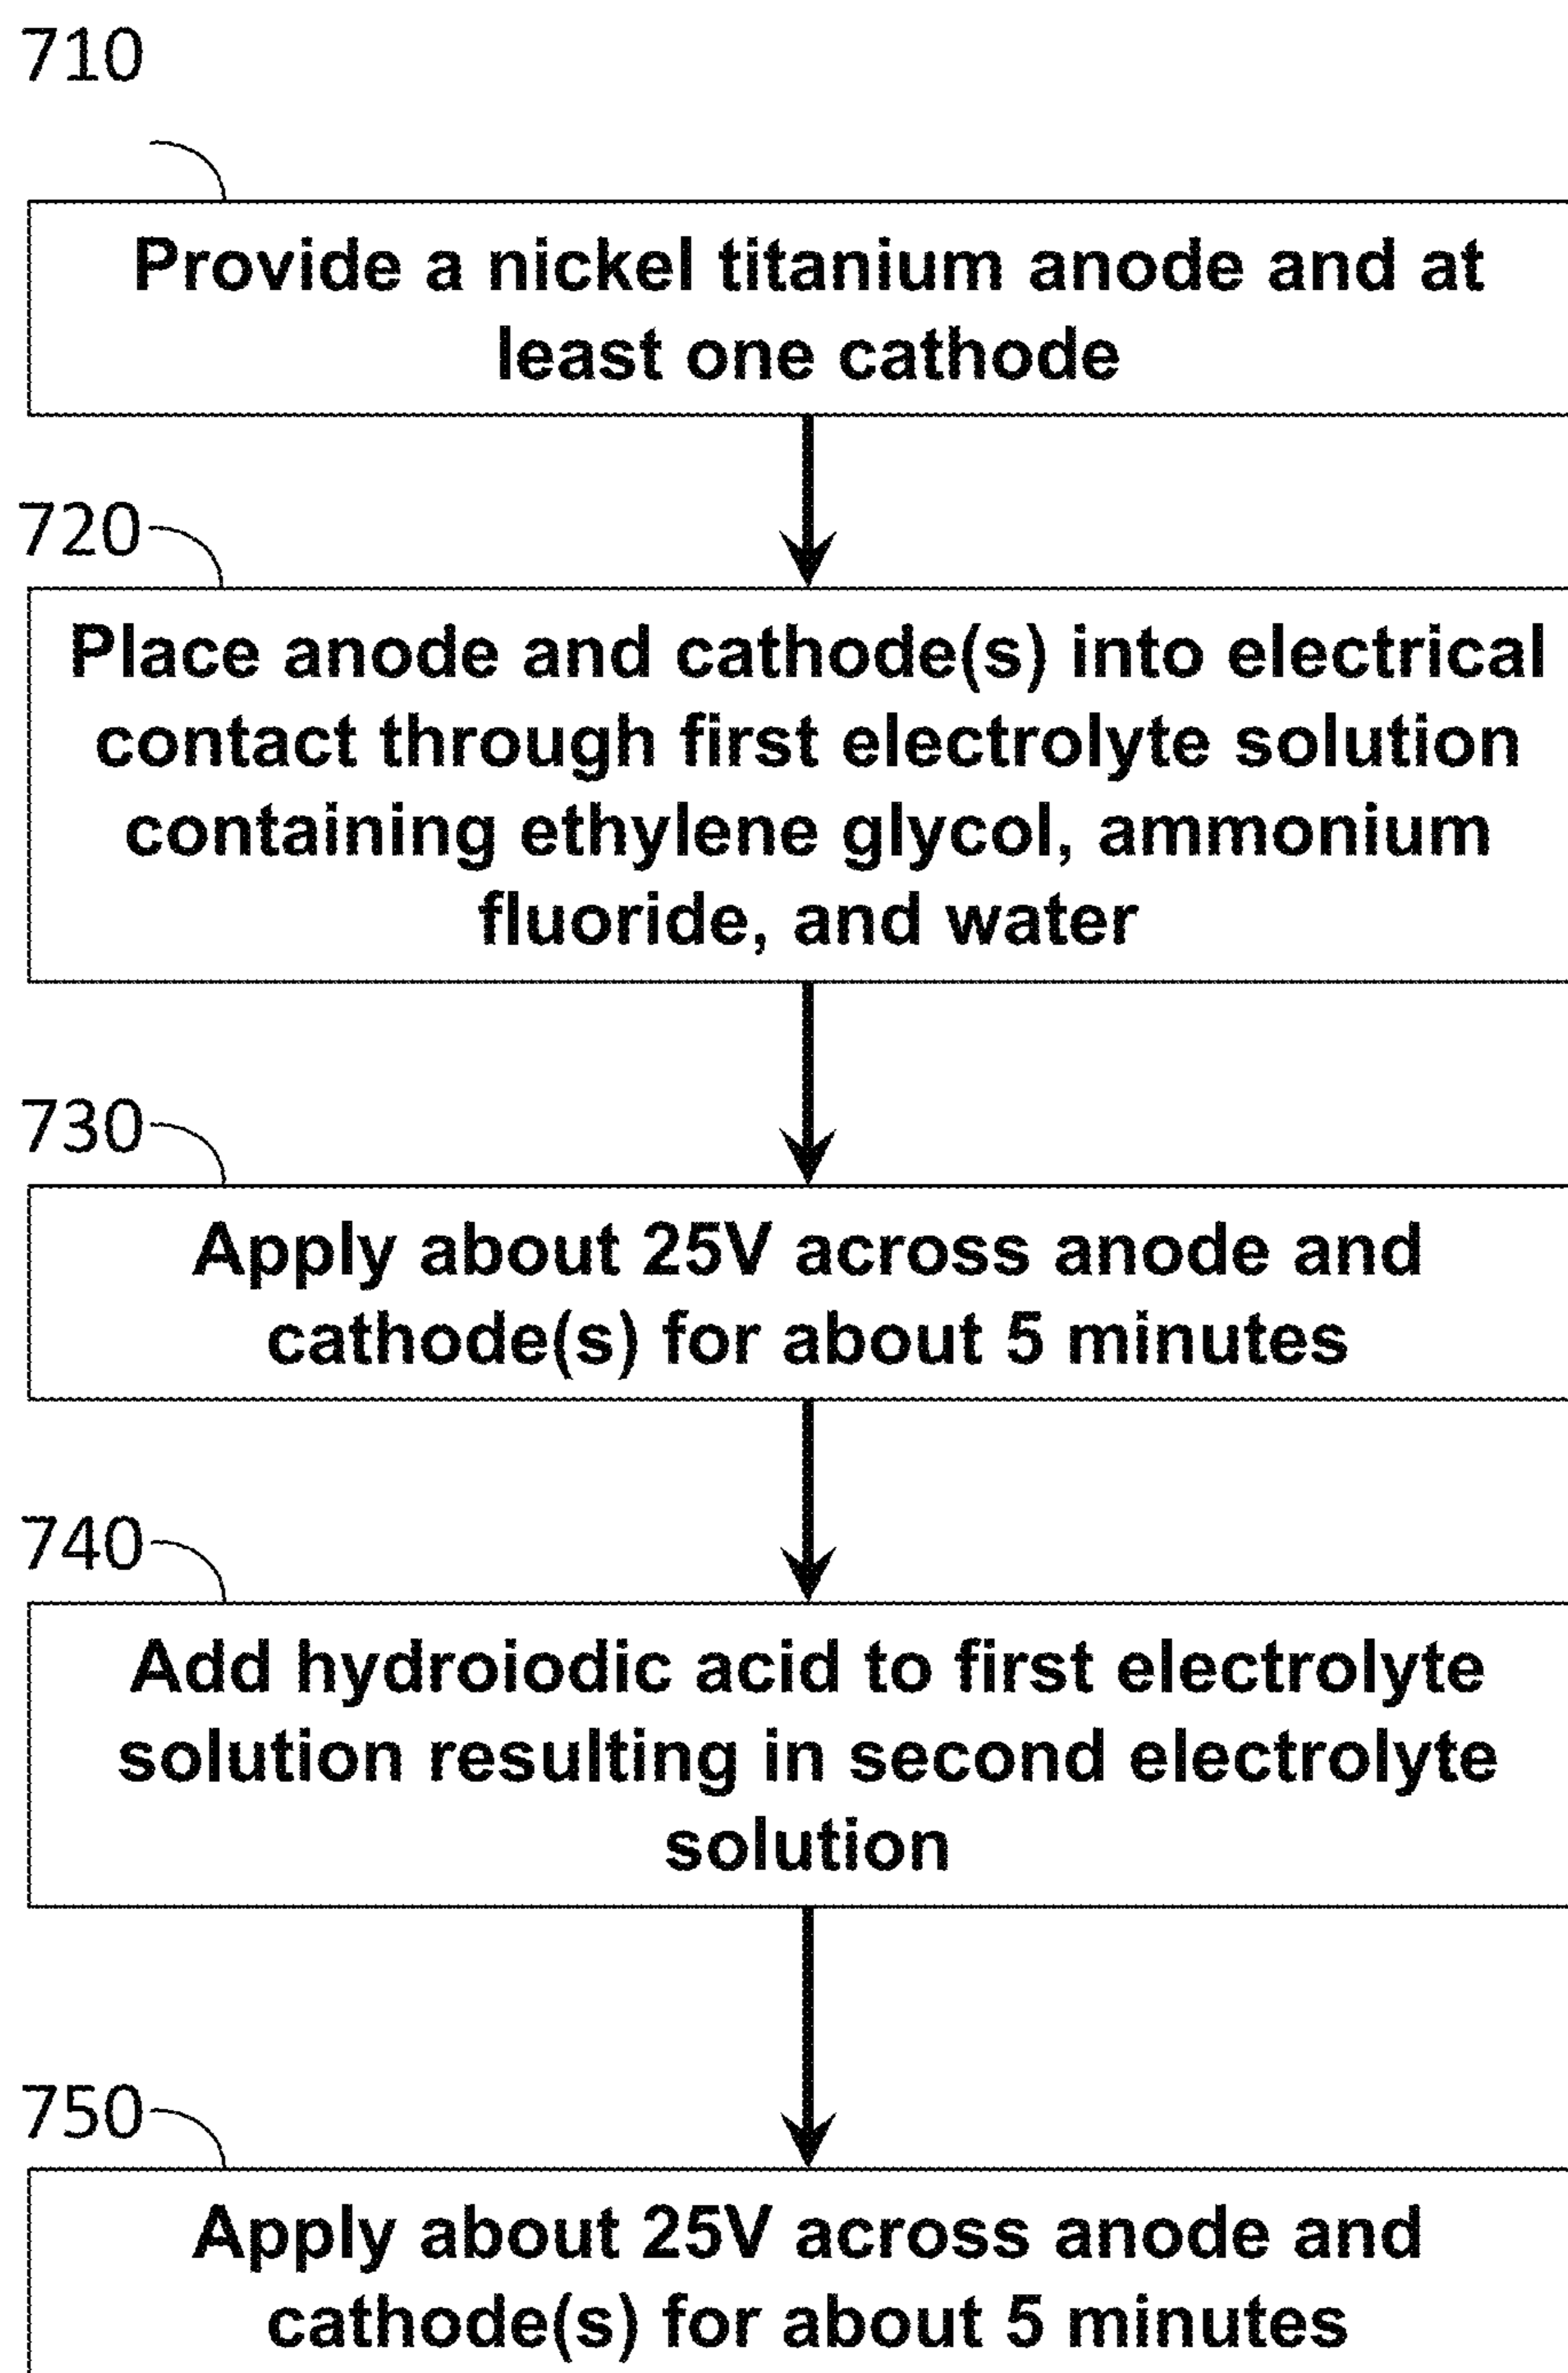 710
Provide a nickel titanium anode and at
least one cathode
720
Place anode and cathode(s) into electrical
contact through first electrolyte solution
containing ethylene glycol, ammonium
fluoride, and water
730
Apply about 25V across anode and
cathode(s) for about 5 minutes
740
Add hydroiodic acid to first electrolyte
solution resulting in second electrolyte
solution
750
Apply about 25V across anode and
cathode(s) for about 5 minutes